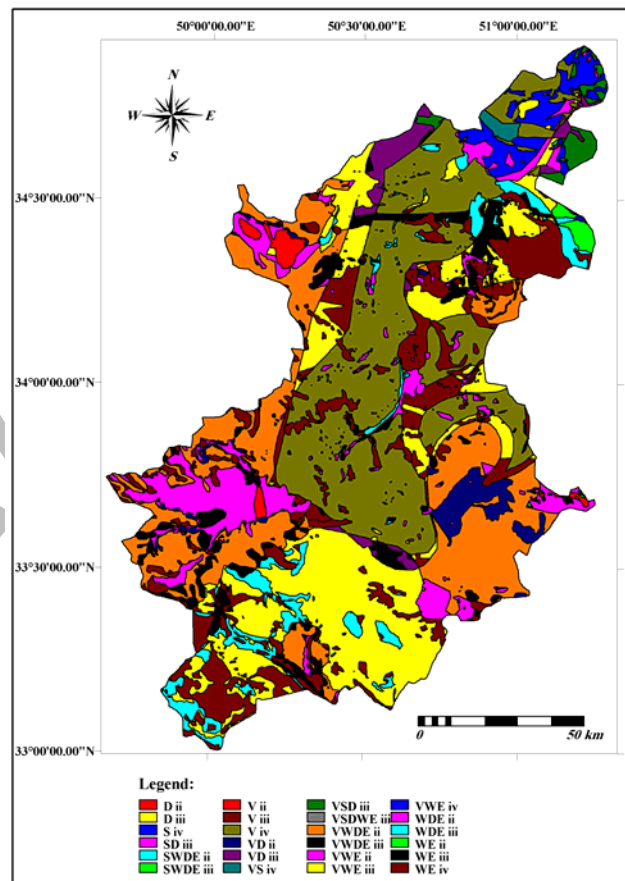 50°00'00.00"E 50°30'00.00"E 51°00'00.00"E
N
W E
S
34°30'00.00"N
34°00'00.00"N
33°30'00.00"N
33°00'00.00"N
0 50 km
Legend:
D ii V ii VSD iii VWE iv
D iii V iii VSDWE iii WDE ii
S iv V iv VWDE ii WDE iii
SD iii VD ii VWDE iii WE ii
SWDE ii VD iii VWE ii WE iii
SWDE iii VS iv VWE iii WE iv